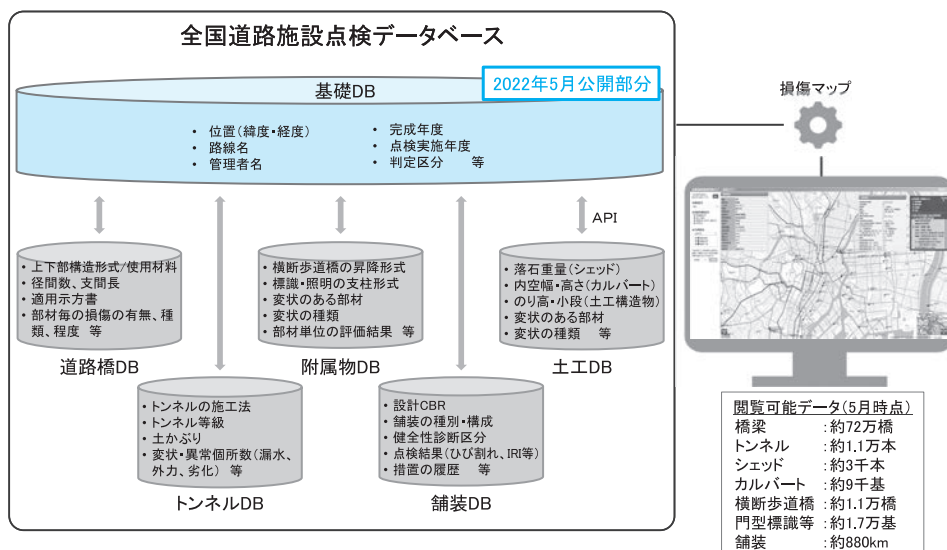 全国道路施設点検データベース
基礎DB
2022年5月公開部分
・ 位置(緯度・経度)
・ 路線名
・ 管理者名
・ 完成年度
・ 点検実施年度
・ 判定区分　等
損傷マップ
API
・上下部構造形式/使用材料
・径間数、支間長
・適用示方書
・部材毎の損傷の有無、種
類、程度 等
道路橋DB
・横断歩道橋の昇降形式
・標識・照明の支柱形式
・変状のある部材
・変状の種類
・部材単位の評価結果 等
附属物DB
・落石重量(シェッド)
・内空幅・高さ(カルバート)
・のり高・小段(土工構造物)
・変状のある部材
・変状の種類　等
土工DB
・トンネルの施工法
・トンネル等級
・土かぶり
・変状・異常個所数(漏水、
外力、劣化) 等
トンネルDB
・設計CBR
・舗装の種別・構成
・健全性診断区分
・点検結果(ひび割れ、IRI等)
・措置の履歴　等
舗装DB
閲覧可能データ(5月時点)
橋梁　：約72万橋
トンネル　：約1.1万本
シェッド　：約3千本
カルバート　：約9千基
横断歩道橋　：約1.1万橋
門型標識等　：約1.7万基
舗装　：約880km